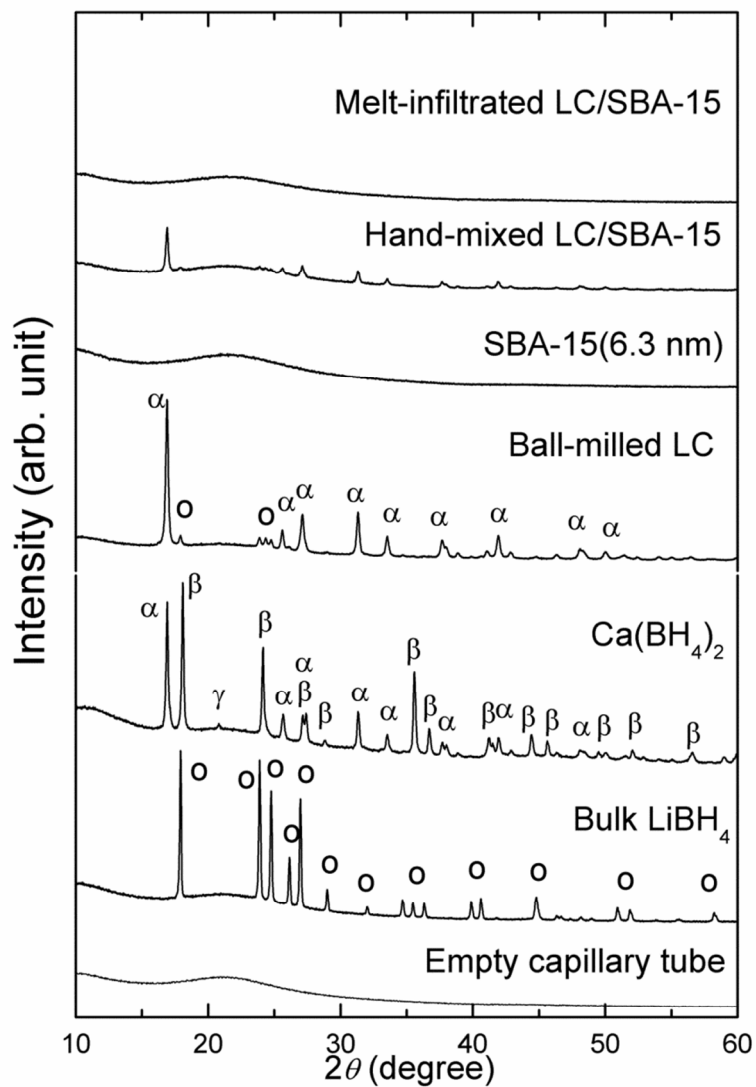 Melt-infiltrated LC/SBA-15
Hand-mixed LC/SBA-15
SBA-15(6.3 nm)
α
Ball-milled LC
o
o
α
α
α
α
α
α
α
α
β
α
β
Ca(BH₄)₂
γ
α
α
β
β
α
α
β
β
α
β
α
β
β
α
β
β
β
o
o
o
o
o
Bulk LiBH₄
o
o
o
o
o
o
o
Empty capillary tube
Intensity (arb. unit)
10
20
30
40
50
60
2θ (degree)